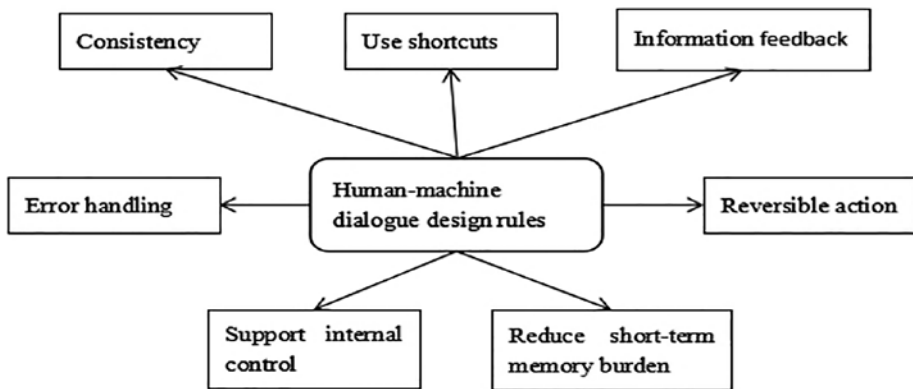 Consistency
Use shortcuts
Information feedback
Error handling
Human-machine
dialogue design rules
Reversible action
Support internal
control
Reduce short-term
memory burden